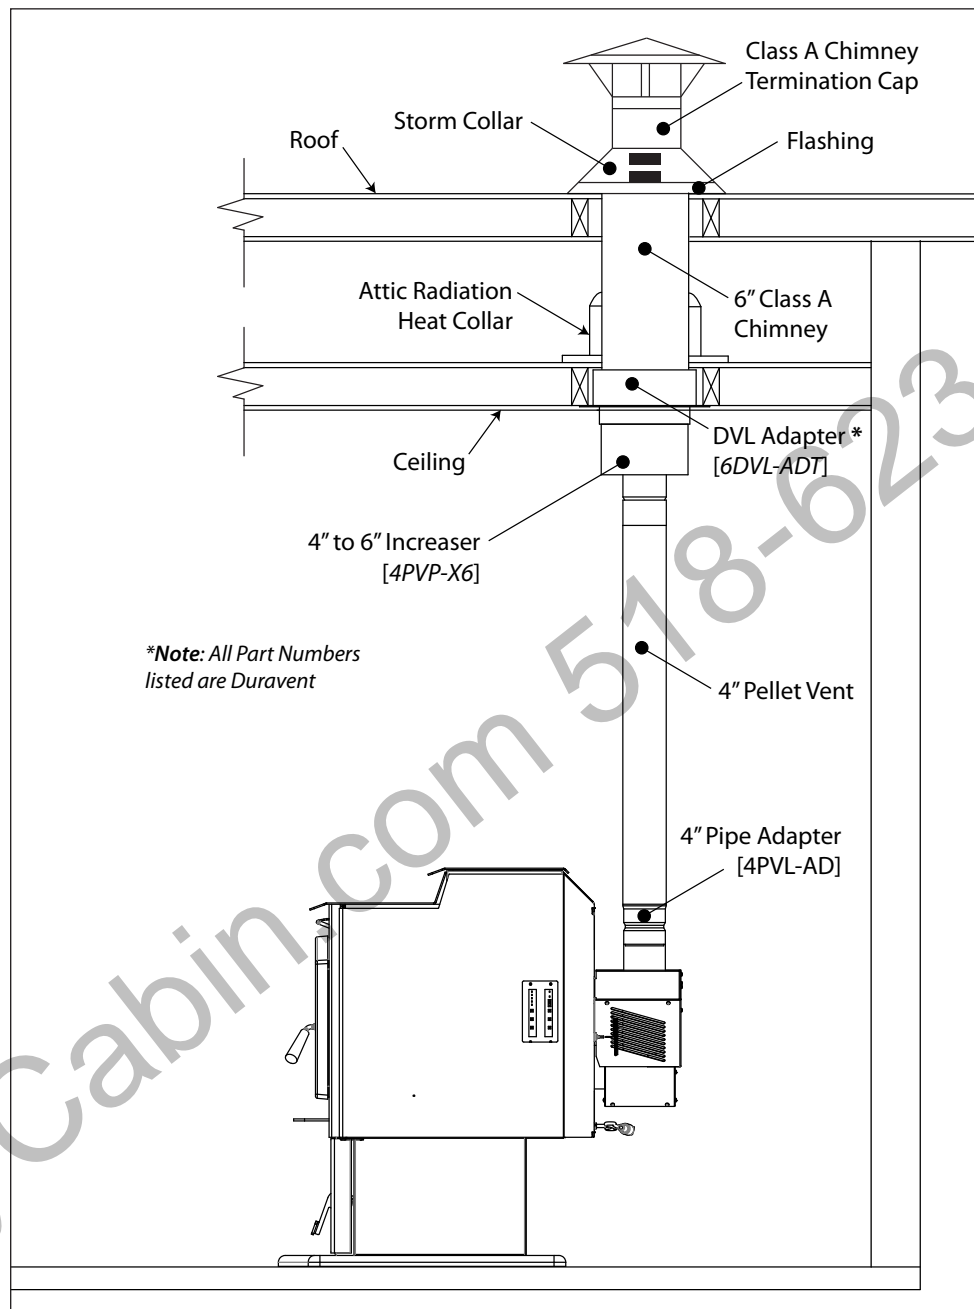 Class A Chimney
Termination Cap
Storm Collar
Roof
Flashing
Attic Radiation
Heat Collar
6” Class A
Chimney
DVL Adapter *
[6DVL-ADT]
Ceiling
4” to 6” Increaser
[4PVP-X6]
*Note: All Part Numbers
listed are Duravent
4” Pellet Vent
4” Pipe Adapter
[4PVL-AD]
Cabin.com 518-623